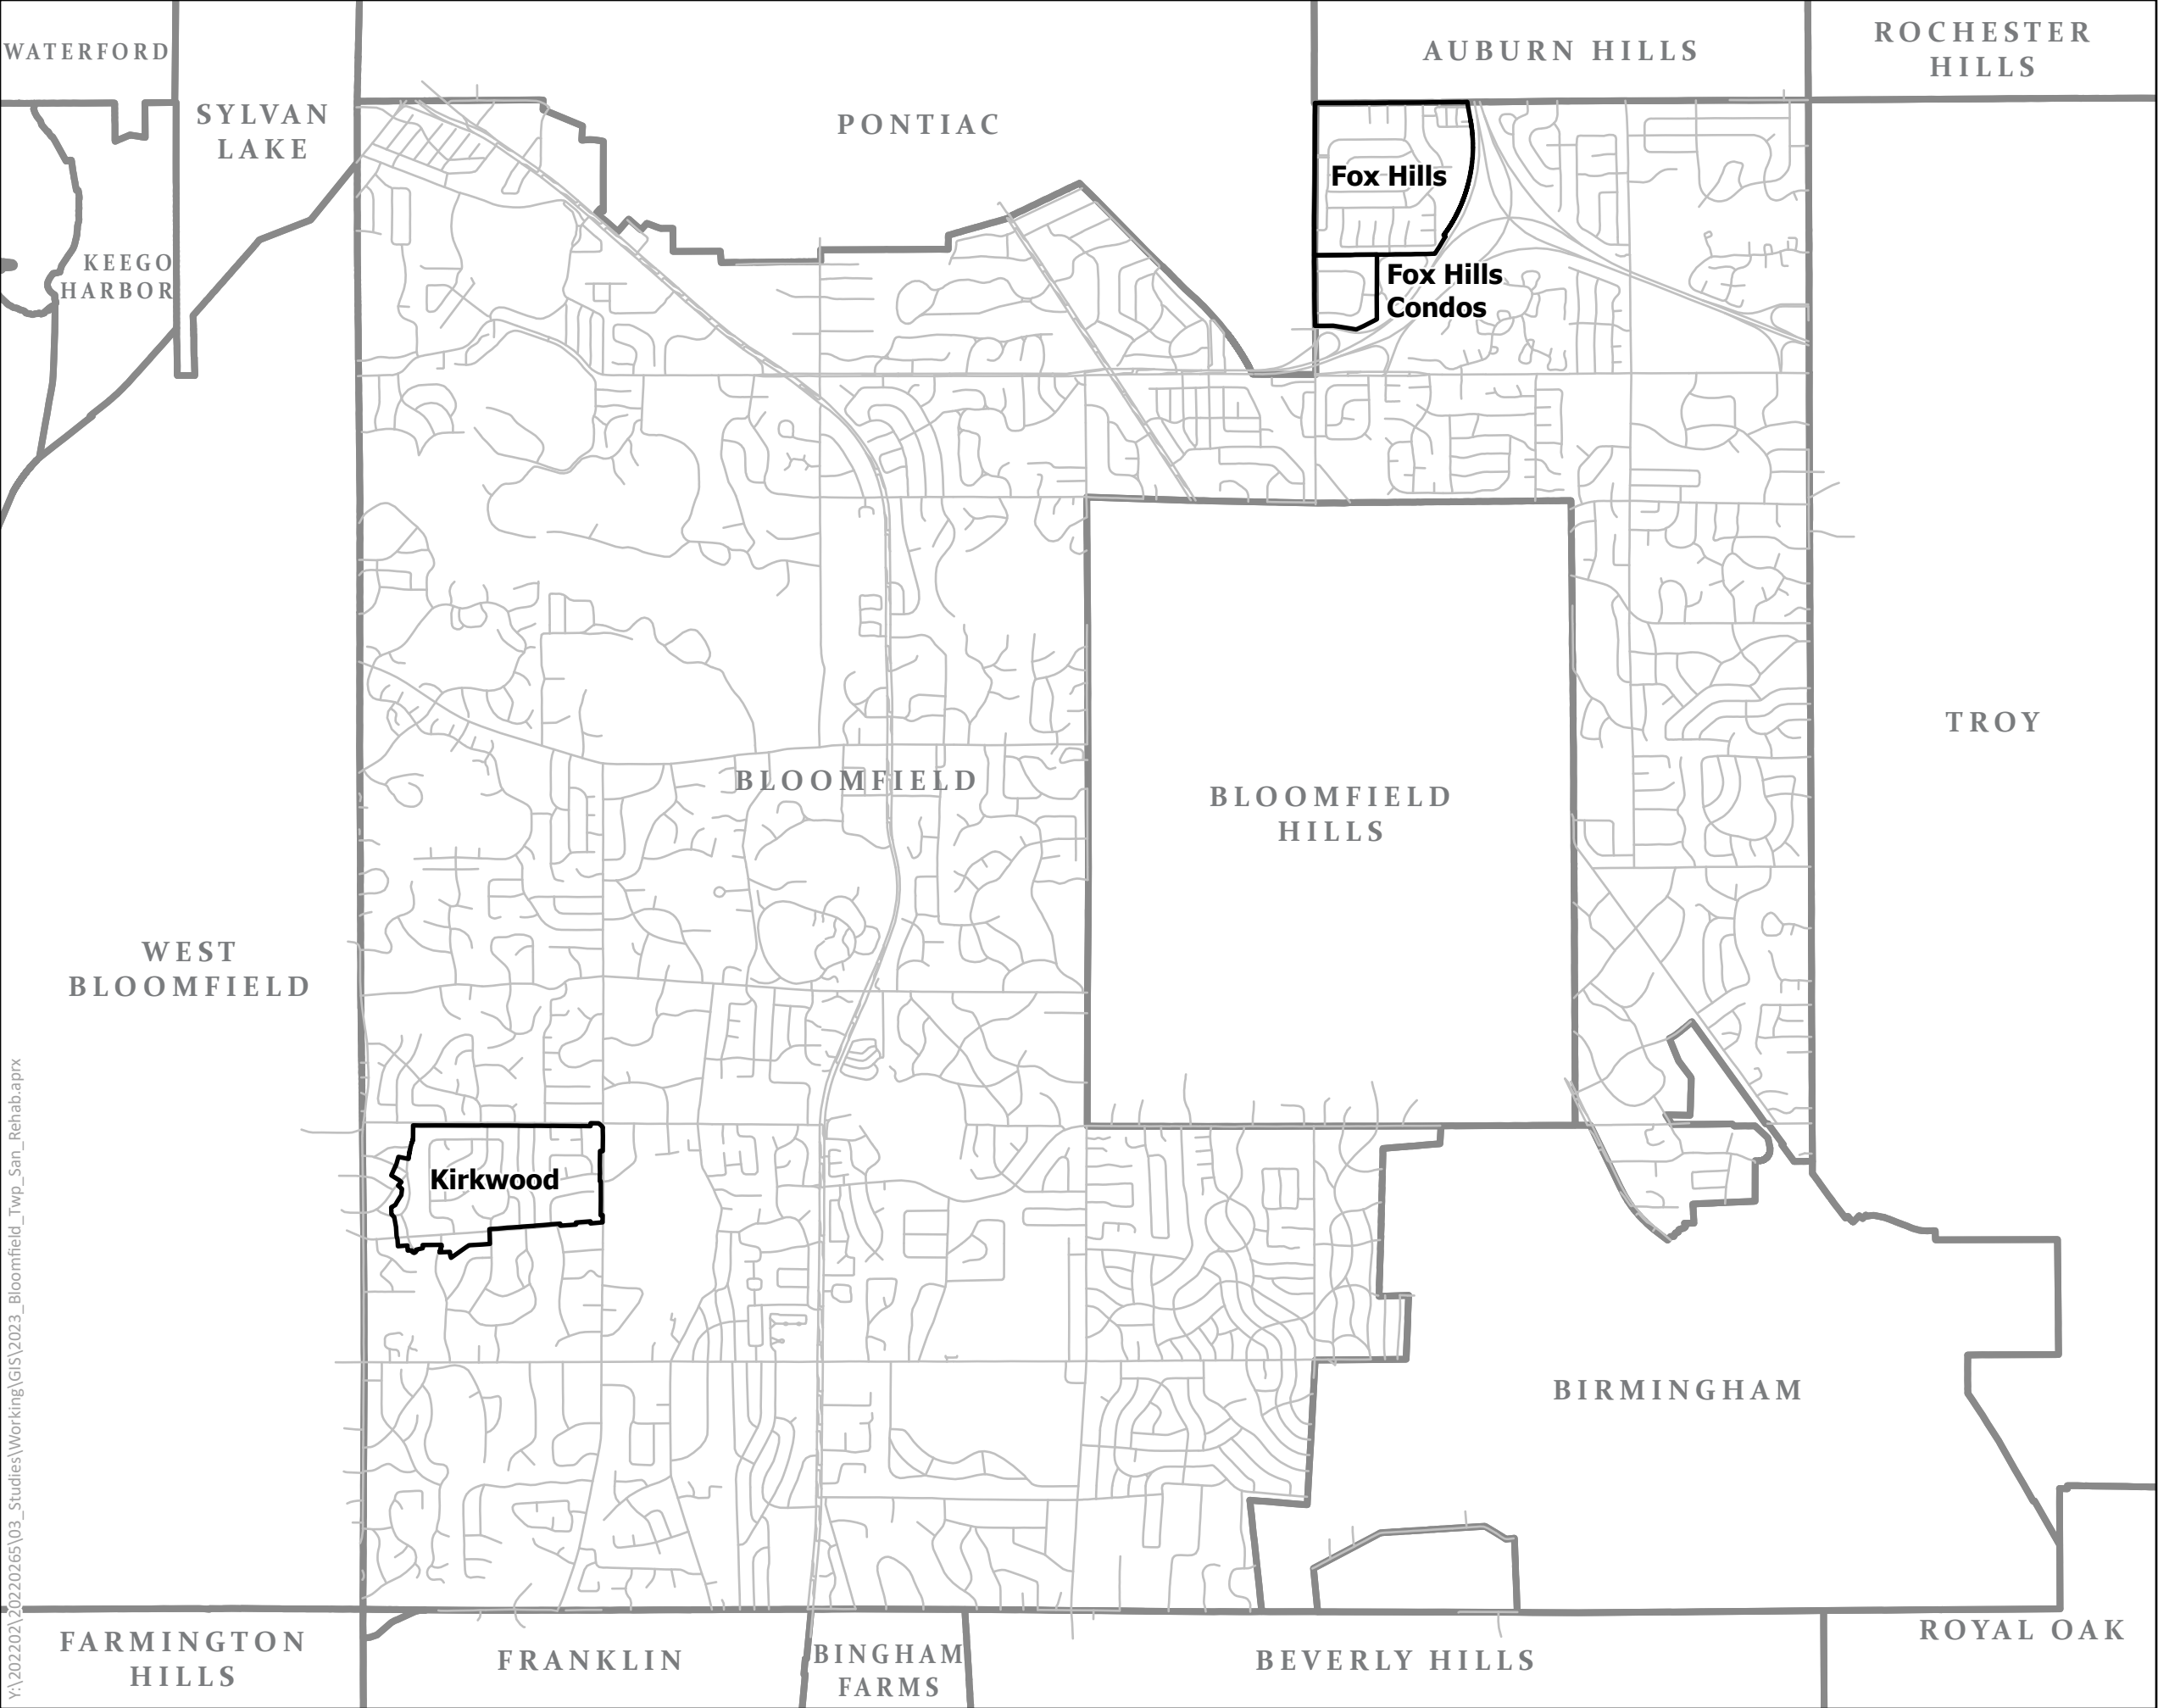 WATERFORD
SYLVAN
LAKE
PONTIAC
AUBURN HILLS
ROCHESTER
HILLS
KEEGO
HARBOR
Fox Hills
Fox Hills
Condos
BLOOMFIELD
BLOOMFIELD
HILLS
TROY
WEST
BLOOMFIELD
Kirkwood
BIRMINGHAM
FARMINGTON
HILLS
FRANKLIN
BINGHAM
FARMS
BEVERLY HILLS
ROYAL OAK
Y:\202202\20220265\03_Studies\Working\GIS\2023_Bloomfield_Twp_San_Rehab.aprx